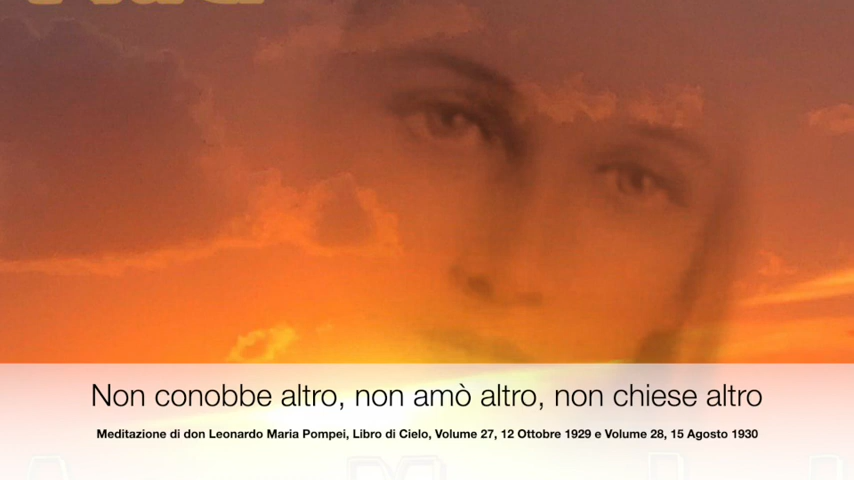 Non conobbe altro, non amò altro, non chiese altro
Meditazione di don Leonardo Maria Pompei, Libro di Cielo, Volume 27, 12 Ottobre 1929 e Volume 28, 15 Agosto 1930